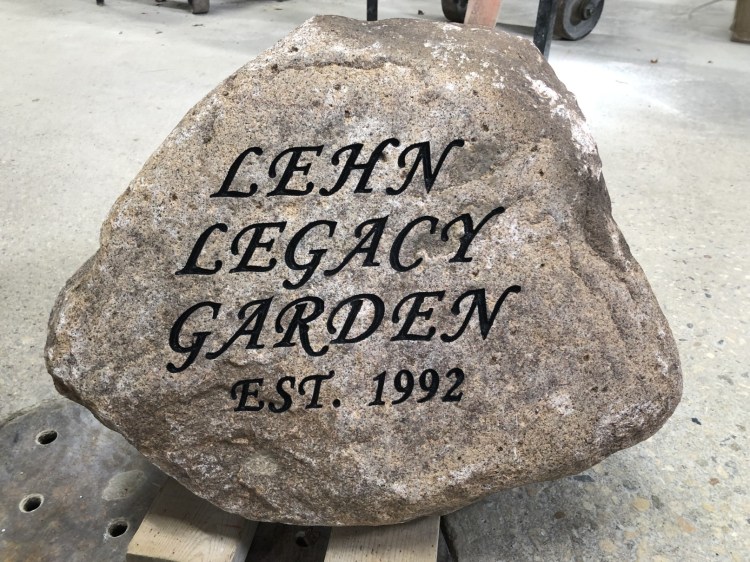 LEHN
LEGACY
GARDEN
EST. 1992